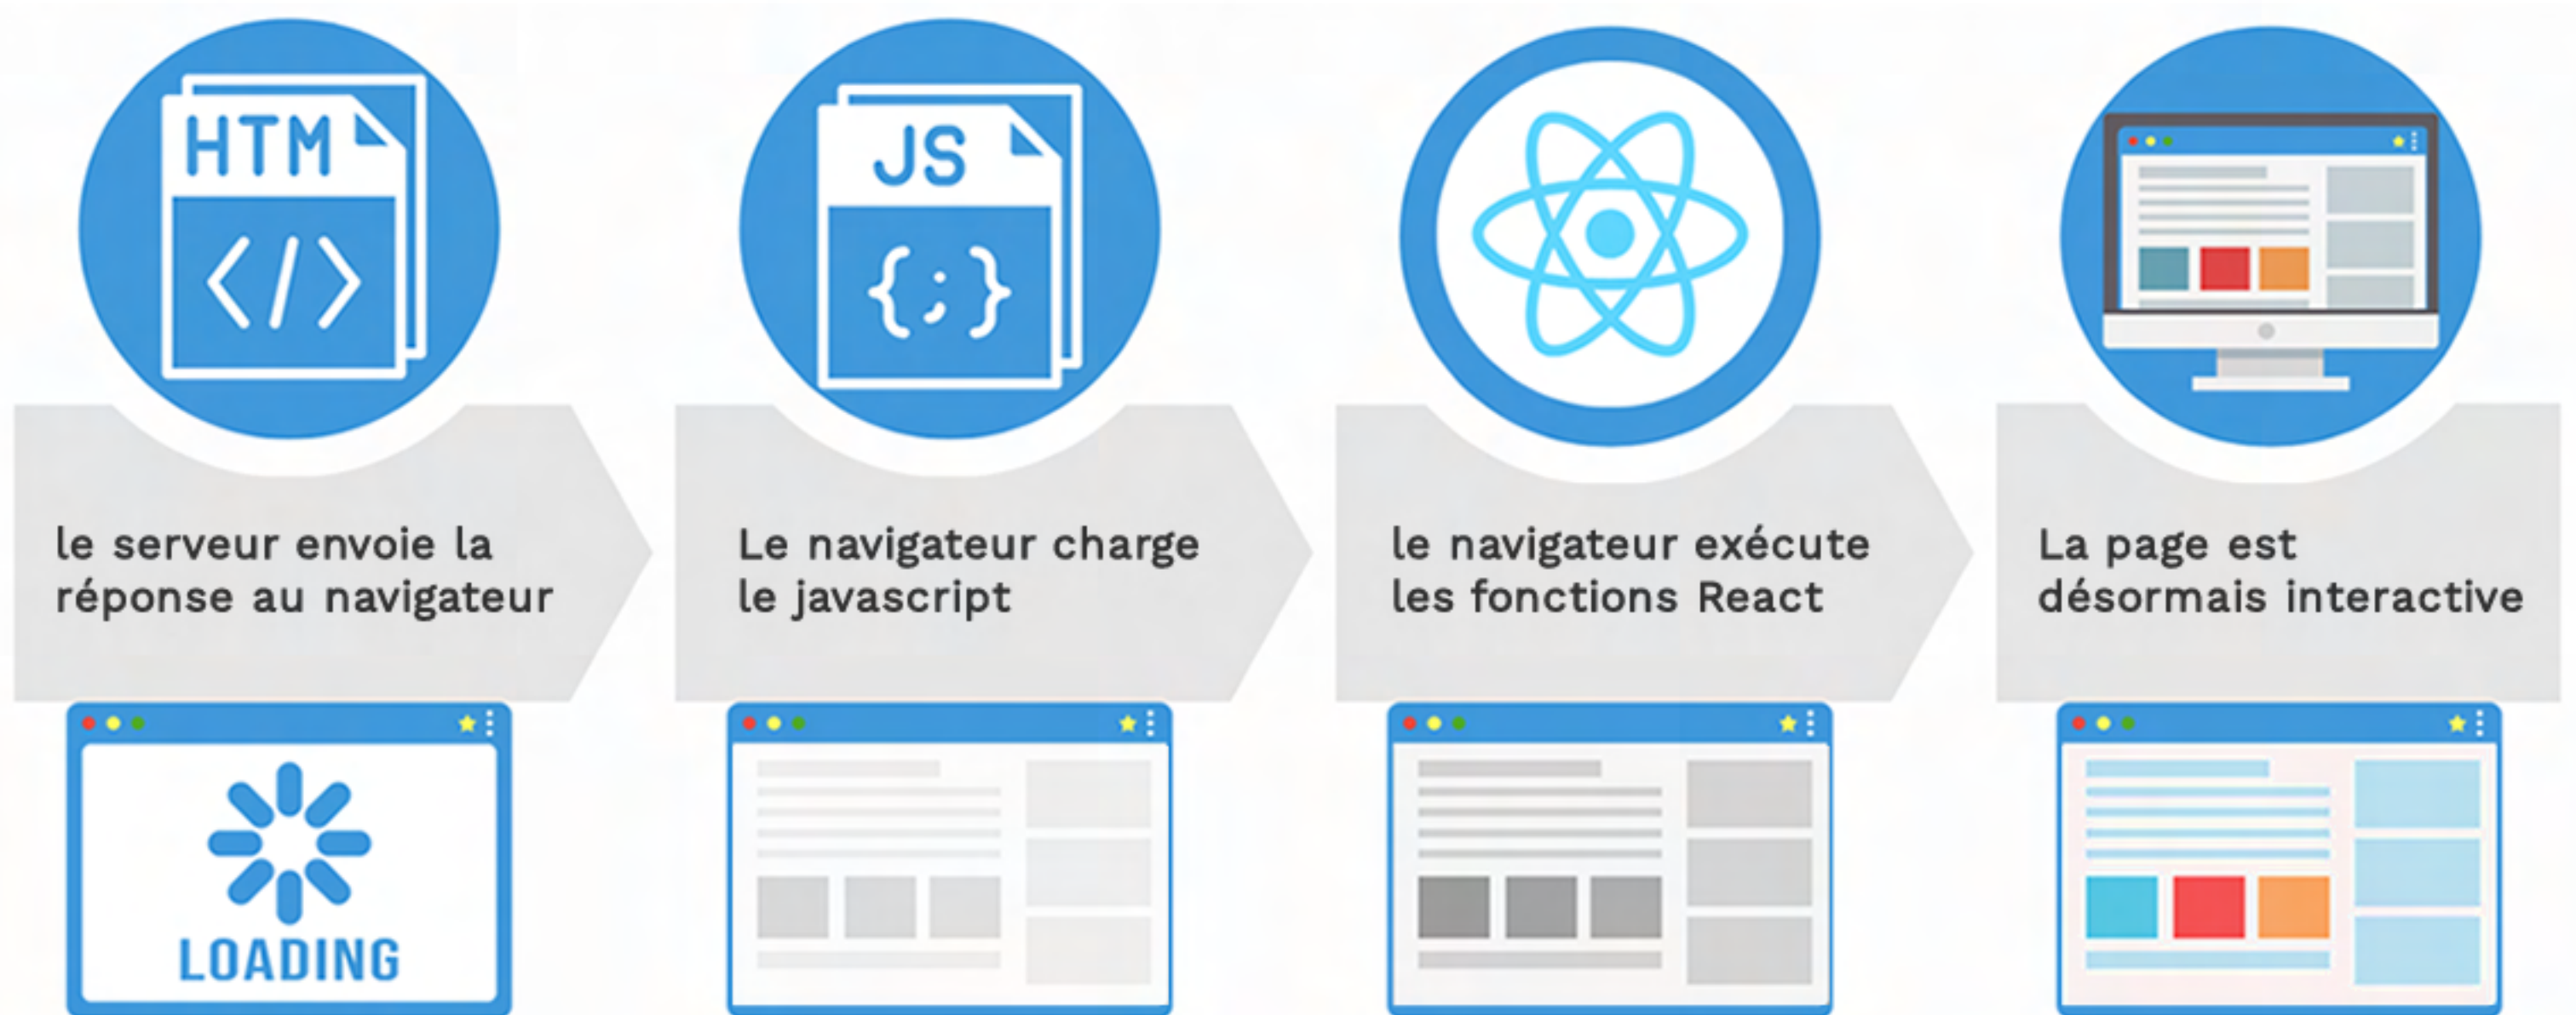 HTM
</>
JS
{;}
le serveur envoie la
réponse au navigateur
Le navigateur charge
le javascript
le navigateur exécute
les fonctions React
La page est
désormais interactive
LOADING